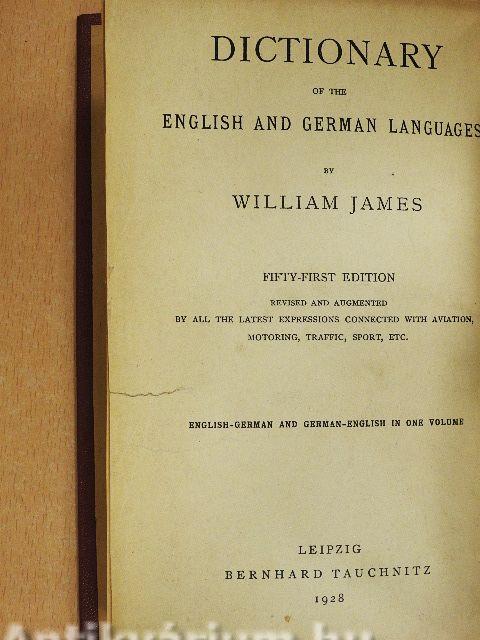 DICTIONARY
OF THE
ENGLISH AND GERMAN LANGUAGES
BY
WILLIAM JAMES
FIFTY-FIRST EDITION
REVISED AND AUGMENTED
BY ALL THE LATEST EXPRESSIONS CONNECTED WITH AVIATION,
MOTORING, TRAFFIC, SPORT, ETC.
ENGLISH-GERMAN AND GERMAN-ENGLISH IN ONE VOLUME
LEIPZIG
BERNHARD TAUCHNITZ
1928
Antikvárium.hu